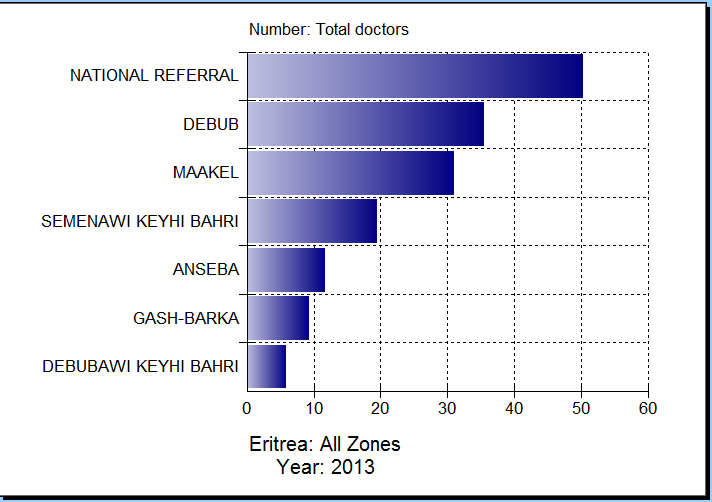 Number: Total doctors
NATIONAL REFERRAL
DEBUB
MAAKEL
SEMENAWI KEYHI BAHRI
ANSEBA
GASH-BARKA
DEBUBAWI KEYHI BAHRI
0 10 20 30 40 50 60
Eritrea: All Zones
Year: 2013